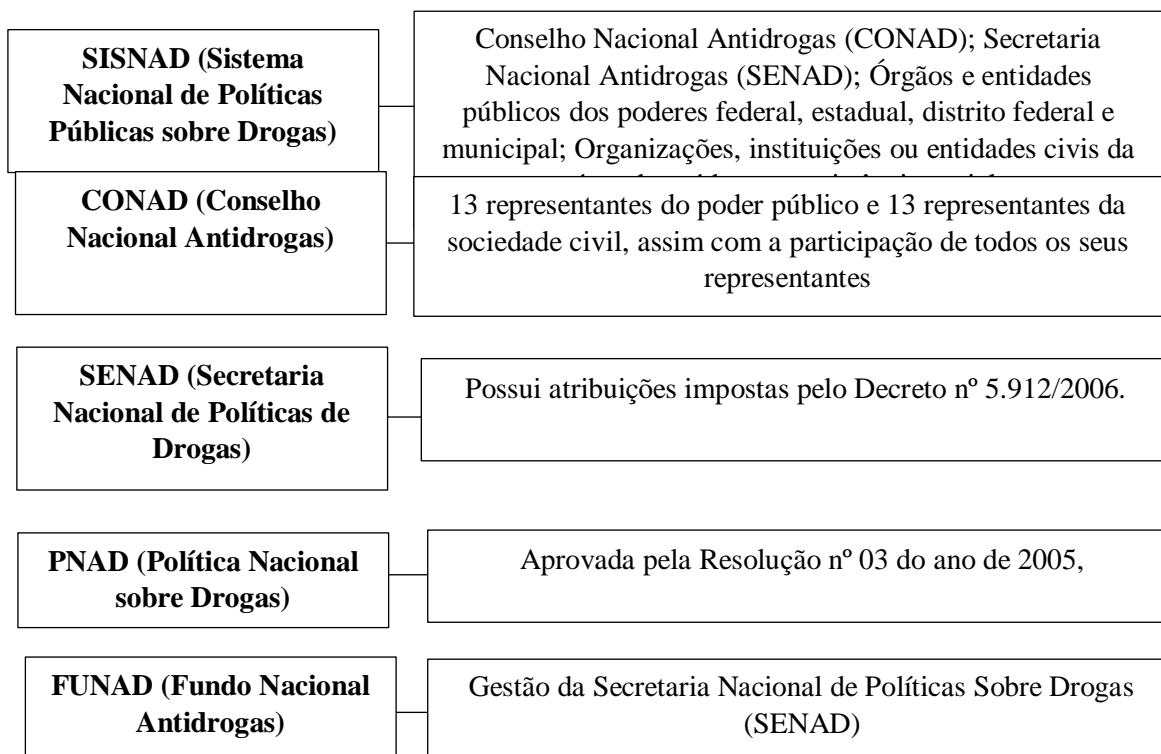 SISNAD (Sistema
Nacional de Políticas
Públicas sobre Drogas)
Conselho Nacional Antidrogas (CONAD); Secretaria
Nacional Antidrogas (SENAD); Órgãos e entidades
públicos dos poderes federal, estadual, distrito federal e
municipal; Organizações, instituições ou entidades civis da
CONAD (Conselho
Nacional Antidrogas)
13 representantes do poder público e 13 representantes da
sociedade civil, assim com a participação de todos os seus
representantes
SENAD (Secretaria
Nacional de Políticas de
Drogas)
Possui atribuições impostas pelo Decreto nº 5.912/2006.
PNAD (Política Nacional
sobre Drogas)
Aprovada pela Resolução nº 03 do ano de 2005,
FUNAD (Fundo Nacional
Antidrogas)
Gestão da Secretaria Nacional de Políticas Sobre Drogas
(SENAD)